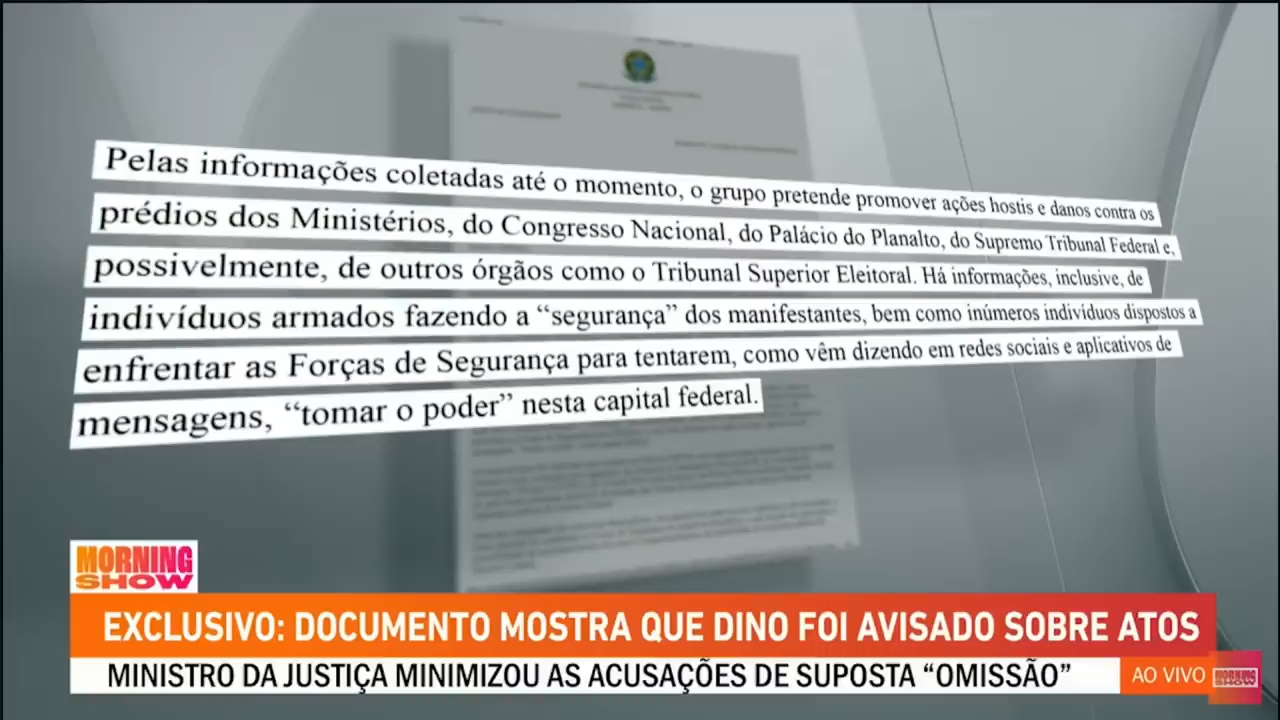 Pelas informações coletadas até o momento, o grupo pretende promover ações hostis e danos contra os
prédios dos Ministérios, do Congresso Nacional, do Palácio do Planalto, do Supremo Tribunal Federal e,
possivelmente, de outros órgãos como o Tribunal Superior Eleitoral. Há informações, inclusive, de
indivíduos armados fazendo a “segurança” dos manifestantes, bem como inúmeros indivíduos dispostos a
enfrentar as Forças de Segurança para tentarem, como vêm dizendo em redes sociais e aplicativos de
mensagens, “tomar o poder” nesta capital federal.
MORNING
SHOW
EXCLUSIVO: DOCUMENTO MOSTRA QUE DINO FOI AVISADO SOBRE ATOS
MINISTRO DA JUSTIÇA MINIMIZOU AS ACUSAÇÕES DE SUPOSTA “OMISSÃO”
AO VIVO
MORNING
SHOW